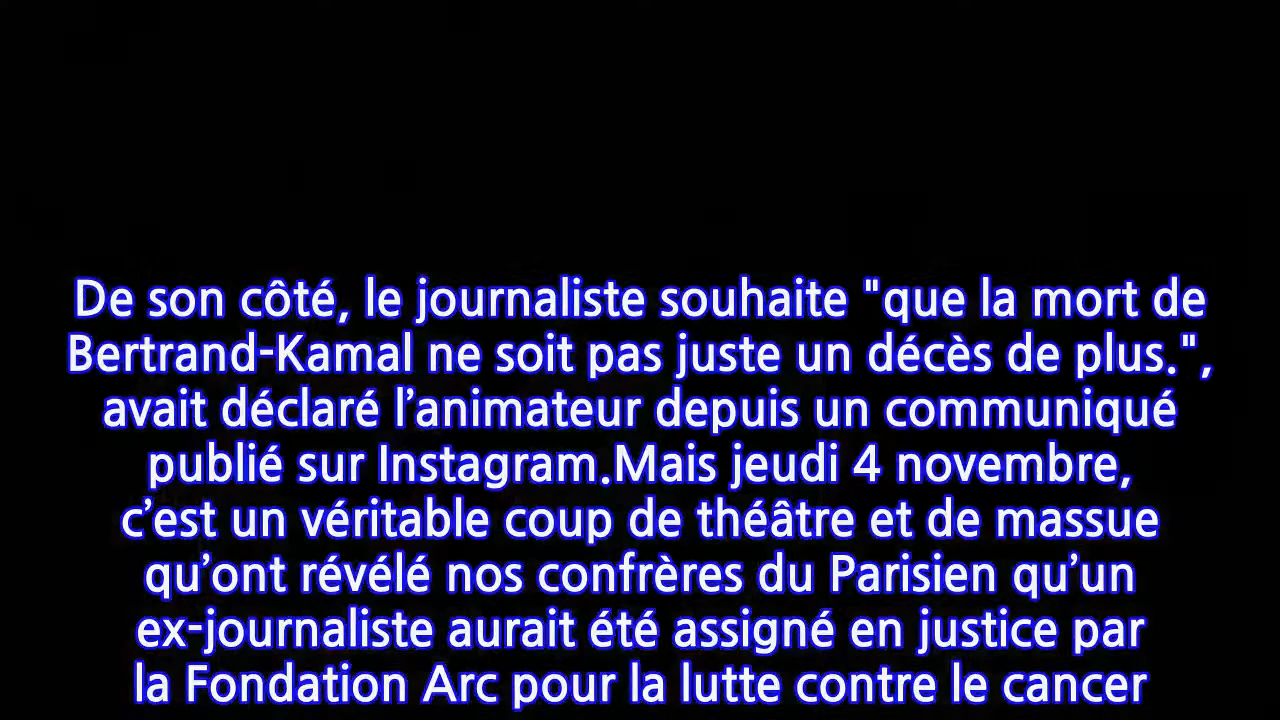 De son côté, le journaliste souhaite "que la mort de
Bertrand-Kamal ne soit pas juste un décès de plus.",
avait déclaré l’animateur depuis un communiqué
publié sur Instagram.Mais jeudi 4 novembre,
c’est un véritable coup de théâtre et de massue
qu’ont révélé nos confrères du Parisien qu’un
ex-journaliste aurait été assigné en justice par
la Fondation Arc pour la lutte contre le cancer